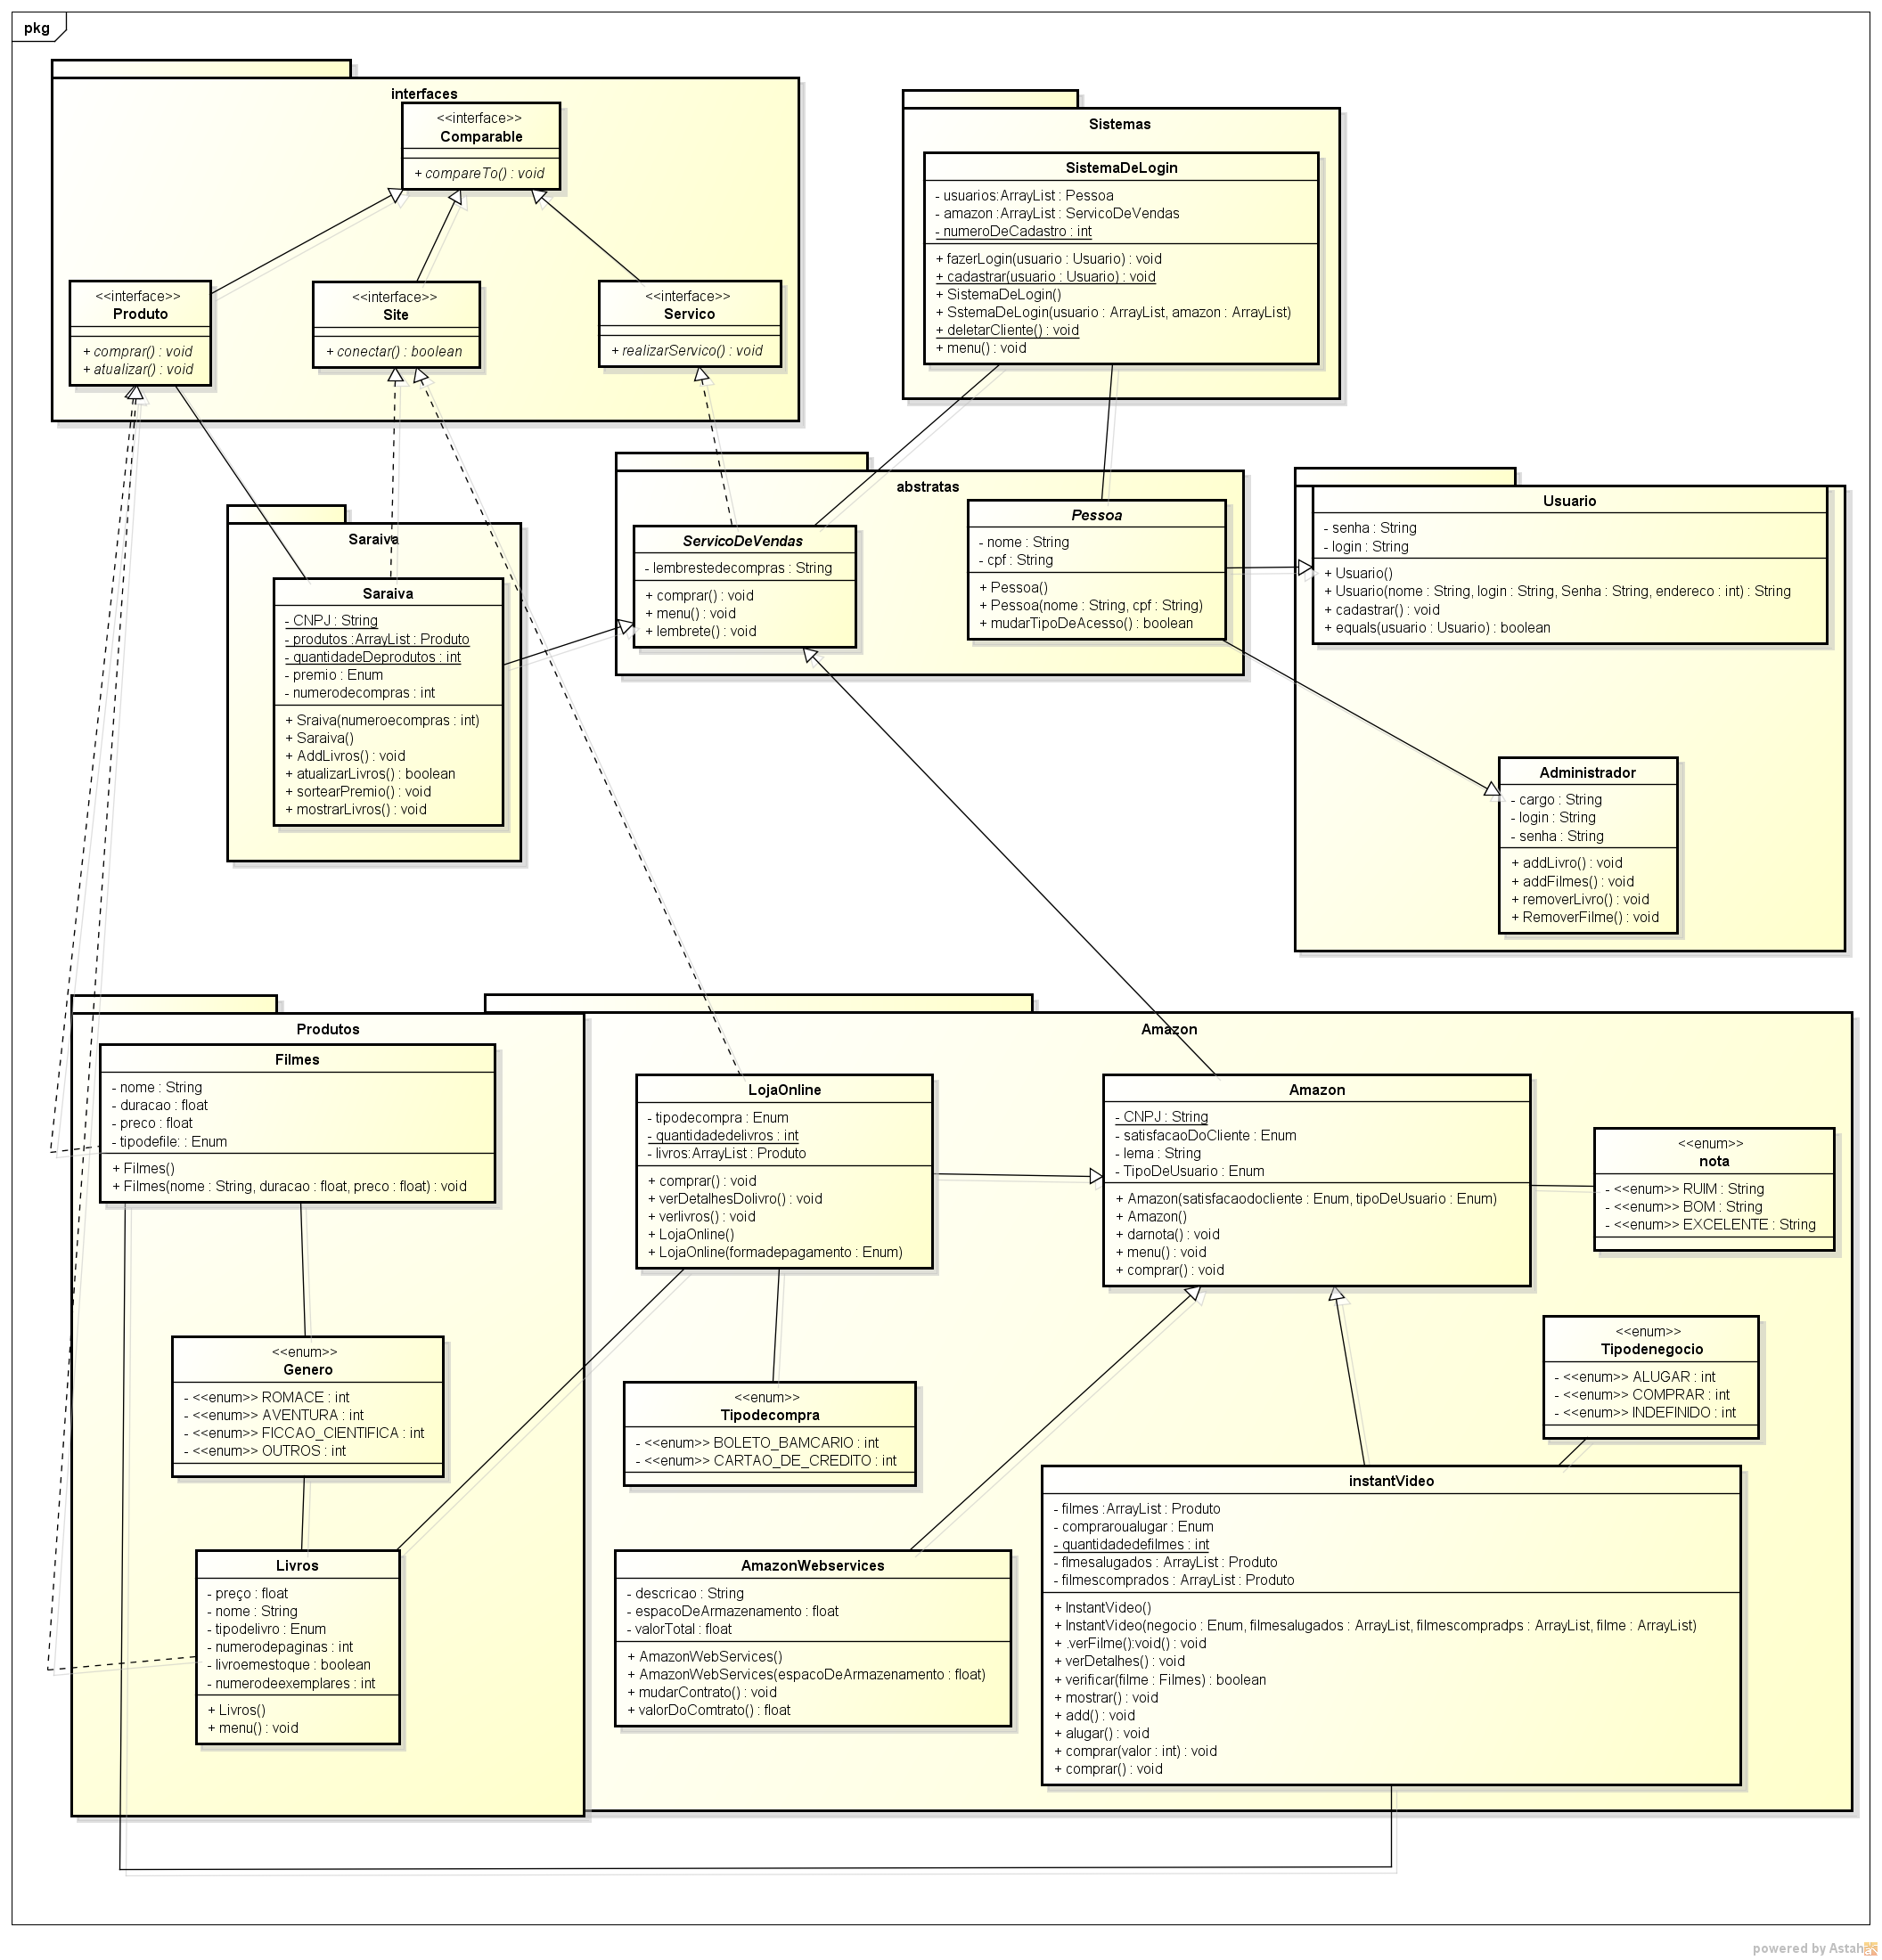 pkg
interfaces
<<interface>>
Comparable
+ compareTo() : void
<<interface>>
Produto
+ comprar() : void
+ atualizar() : void
<<interface>>
Site
+ conectar() : boolean
<<interface>>
Servico
+ realizarServico() : void
Sistemas
SistemaDeLogin
- usuarios:ArrayList : Pessoa
- amazon :ArrayList : ServicoDeVendas
- numeroDeCadastro : int
+ fazerLogin(usuario : Usuario) : void
+ cadastrar(usuario : Usuario) : void
+ SistemaDeLogin()
+ SstemaDeLogin(usuario : ArrayList, amazon : ArrayList)
+ deletarCliente() : void
+ menu() : void
Saraiva
Saraiva
- CNPJ : String
- produtos :ArrayList : Produto
- quantidadeDeprodutos : int
- premio : Enum
- numerodecompras : int
+ Sraiva(numeroecompras : int)
+ Saraiva()
+ AddLivros() : void
+ atualizarLivros() : boolean
+ sortearPremio() : void
+ mostrarLivros() : void
abstratas
ServicoDeVendas
- lembrestedecompras : String
+ comprar() : void
+ menu() : void
+ lembrete() : void
Pessoa
- nome : String
- cpf : String
+ Pessoa()
+ Pessoa(nome : String, cpf : String)
+ mudarTipoDeAcesso() : boolean
Usuario
- senha : String
- login : String
+ Usuario()
+ Usuario(nome : String, login : String, Senha : String, endereco : int) : String
+ cadastrar() : void
+ equals(usuario : Usuario) : boolean
Administrador
- cargo : String
- login : String
- senha : String
+ addLivro() : void
+ addFilmes() : void
+ removerLivro() : void
+ RemoverFilme() : void
Produtos
Filmes
- nome : String
- duracao : float
- preco : float
- tipodefile: : Enum
+ Filmes()
+ Filmes(nome : String, duracao : float, preco : float) : void
<<enum>>
Genero
- <<enum>> ROMACE : int
- <<enum>> AVENTURA : int
- <<enum>> FICCAO_CIENTIFICA : int
- <<enum>> OUTROS : int
Livros
- preço : float
- nome : String
- tipodelivro : Enum
- numerodepaginas : int
- livroemestoque : boolean
- numerodeexemplares : int
+ Livros()
+ menu() : void
Amazon
LojaOnline
- tipodecompra : Enum
- quantidadedelivros : int
- livros:ArrayList : Produto
+ comprar() : void
+ verDetalhesDolivro() : void
+ verlivros() : void
+ LojaOnline()
+ LojaOnline(formadepagamento : Enum)
Amazon
- CNPJ : String
- satisfacaoDoCliente : Enum
- lema : String
- TipoDeUsuario : Enum
+ Amazon(satisfacaodocliente : Enum, tipoDeUsuario : Enum)
+ Amazon()
+ darnota() : void
+ menu() : void
+ comprar() : void
<<enum>>
nota
- <<enum>> RUIM : String
- <<enum>> BOM : String
- <<enum>> EXCELENTE : String
<<enum>>
Tipodecompra
- <<enum>> BOLETO_BAMCARIO : int
- <<enum>> CARTAO_DE_CREDITO : int
<<enum>>
Tipodenegocio
- <<enum>> ALUGAR : int
- <<enum>> COMPRAR : int
- <<enum>> INDEFINIDO : int
AmazonWebservices
- descricao : String
- espacoDeArmazenamento : float
- valorTotal : float
+ AmazonWebServices()
+ AmazonWebServices(espacoDeArmazenamento : float)
+ mudarContrato() : void
+ valorDoComtrato() : float
instantVideo
- filmes :ArrayList : Produto
- compraroualugar : Enum
- quantidadedefilmes : int
- flmesalugados : ArrayList : Produto
- filmescomprados : ArrayList : Produto
+ InstantVideo()
+ InstantVideo(negocio : Enum, filmesalugados : ArrayList, filmescompradps : ArrayList, filme : ArrayList)
+ .verFilme():void() : void
+ verDetalhes() : void
+ verificar(filme : Filmes) : boolean
+ mostrar() : void
+ add() : void
+ alugar() : void
+ comprar(valor : int) : void
+ comprar() : void
powered by Astah